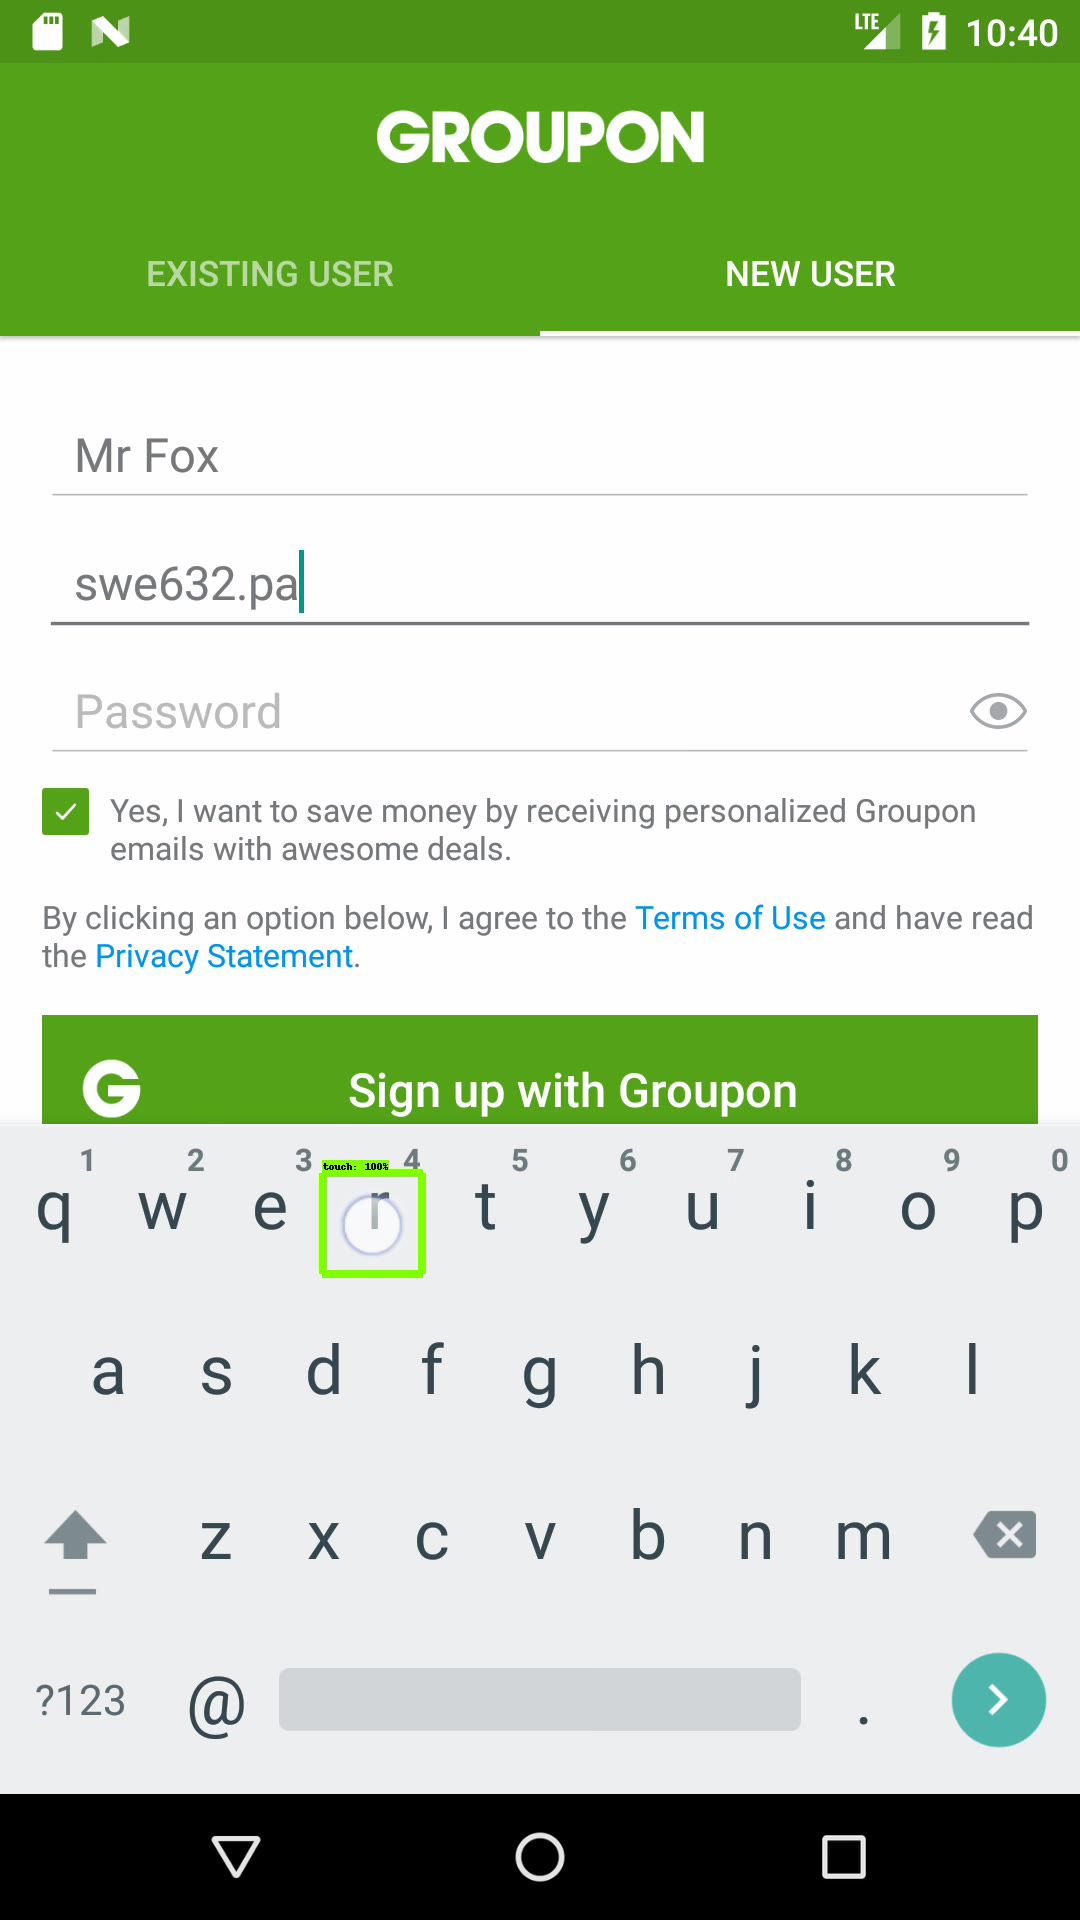 LTE 10:40
GROUPON
EXISTING USER NEW USER
Mr Fox
swe632.pa
Password
Yes, I want to save money by receiving personalized Groupon
emails with awesome deals.
By clicking an option below, I agree to the Terms of Use and have read
the Privacy Statement.
G Sign up with Groupon
1 2 3 4 5 6 7 8 9 0
touch: 100%
q w e r t y u i o p
a s d f g h j k l
z x c v b n m
?123 @ .